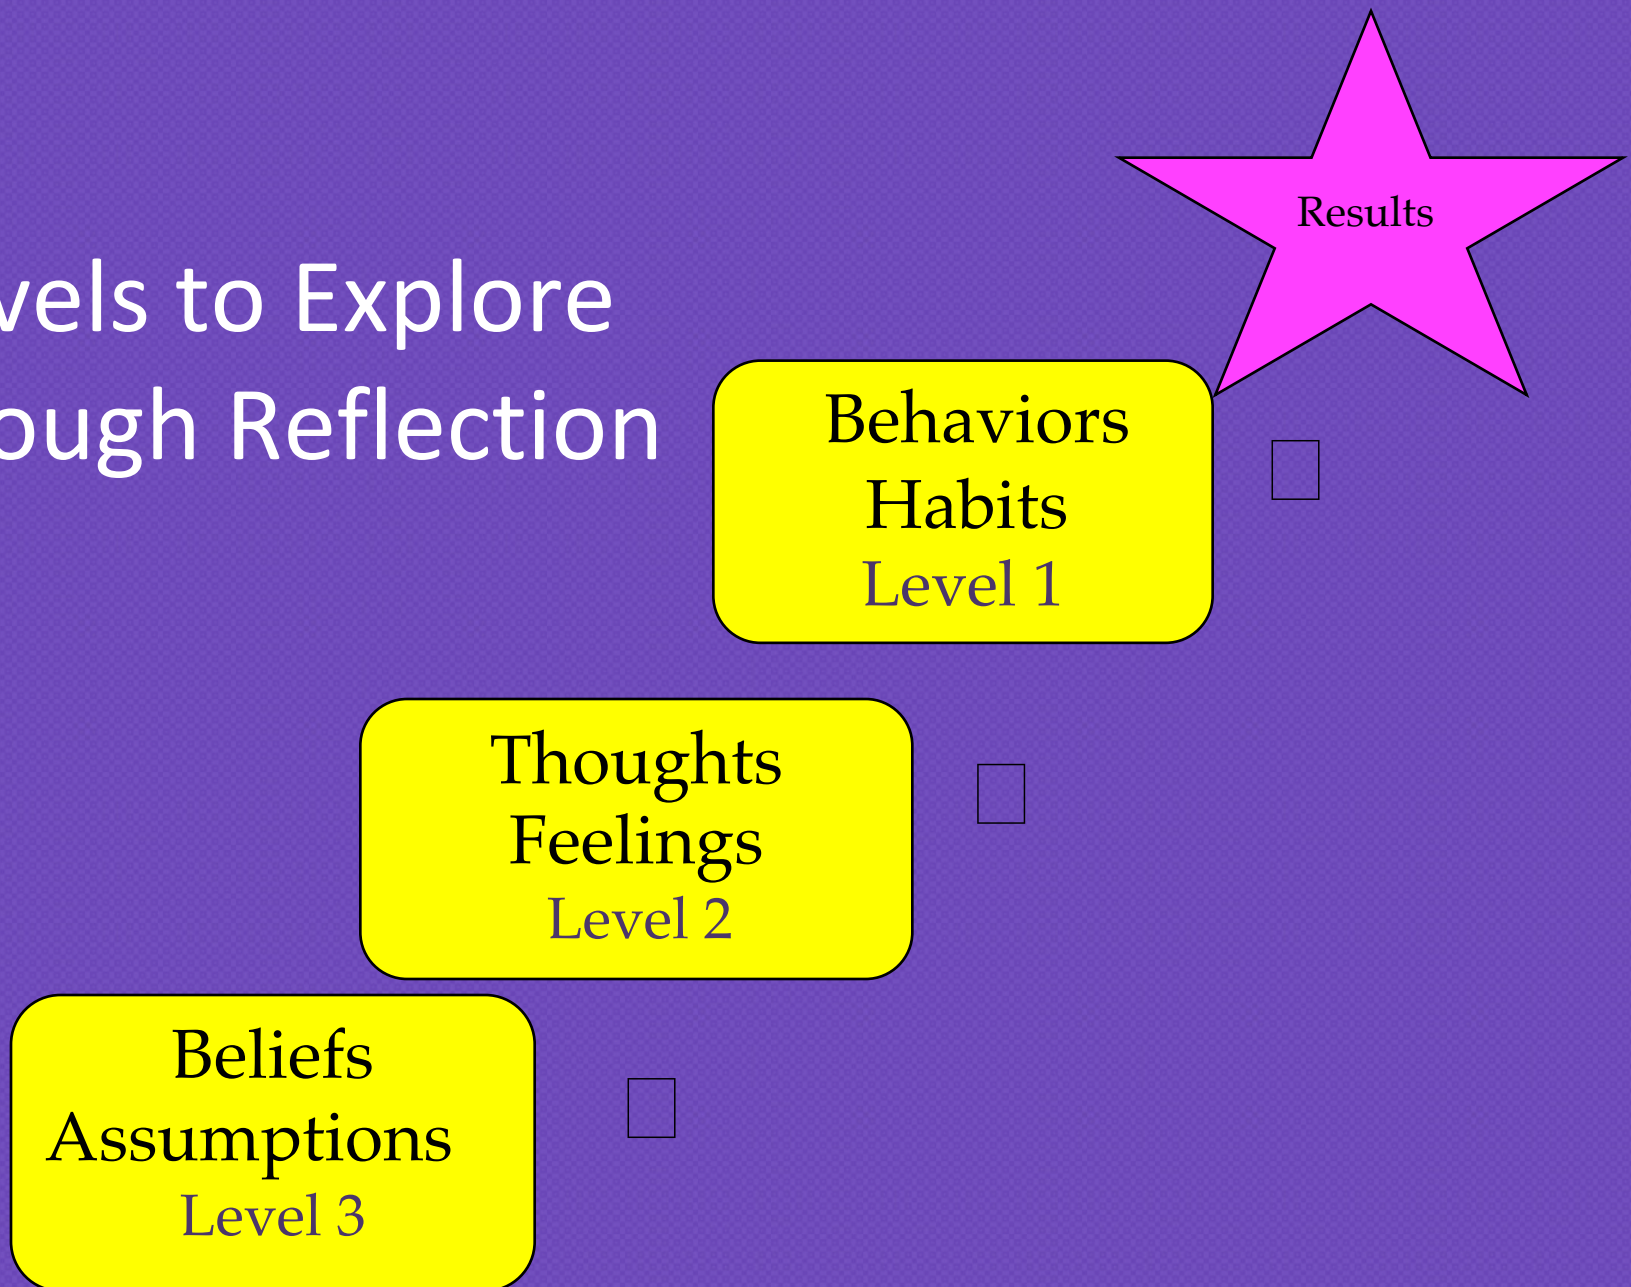 Results
vels to Explore
ough Reflection
Behaviors
Habits
Level 1
Thoughts
Feelings
Level 2
Beliefs
Assumptions
Level 3